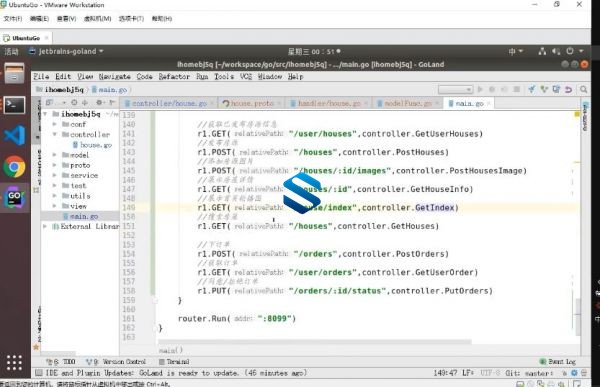 UbuntuGo - VMware Workstation
文件(F) 编辑(E) 查看(V) 虚拟机(M) 选项卡(T) 帮助(H)
UbuntuGo
活动 jetbrains-goland 星期三 00 : 51 中
ihomebj5q [~/workspace/go/src/ihomebj5q] - .../main.go [ihomebj5q] - GoLand
File Edit View Navigate Code Refactor Run Tools VCS Window Help
ihomebj5q main.go
controller/house.go house.proto handler/house.go modelFunc.go main.go
ihomebj5q ~/workspace
conf
controller
house.go
model
proto
service
test
utils
view
main.go
External Librar
139
140 //获取已发布房源信息
141 r1.GET( relativePath: "/user/houses",controller.GetUserHouses)
142 //发布房源
143 r1.POST( relativePath: "/houses",controller.PostHouses)
144 //添加房源图片
145 r1.POST( relativePath: "/houses/:id/images",controller.PostHousesImage)
146 //展示房屋详情
147 r1.GET( relativePath: "/houses/:id",controller.GetHouseInfo)
148 //展示首页轮播图
149 r1.GET( relativePath: /index",controller.GetIndex)
150 //搜索房屋
151 r1.GET( relativePath: "/houses",controller.GetHouses)
152
153 //下订单
154 r1.POST( relativePath: "/orders",controller.PostOrders)
155 //获取订单
156 r1.GET( relativePath: "/user/orders",controller.GetUserOrder)
157 //同意/拒绝订单
158 r1.PUT( relativePath: "/orders/:id/status",controller.PutOrders)
159 }
160
161 router.Run( ":8099")
162 }
163
main()
6: TODO 9: Version Control Terminal Event Log
IDE and Plugin Updates: GoLand is ready to update. (46 minutes ago) 149:47 LF: UTF-8 Git: master:
要返回到您的计算机，请将鼠标指针从虚拟机中移出或按 Ctrl+Alt。